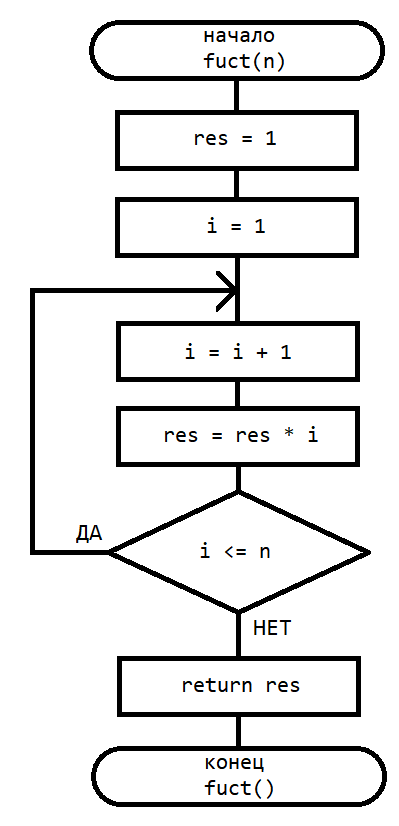 начало
fuct(n)
res = 1
i = 1
i = i + 1
res = res * i
ДА
i <= n
НЕТ
return res
конец
fuct()